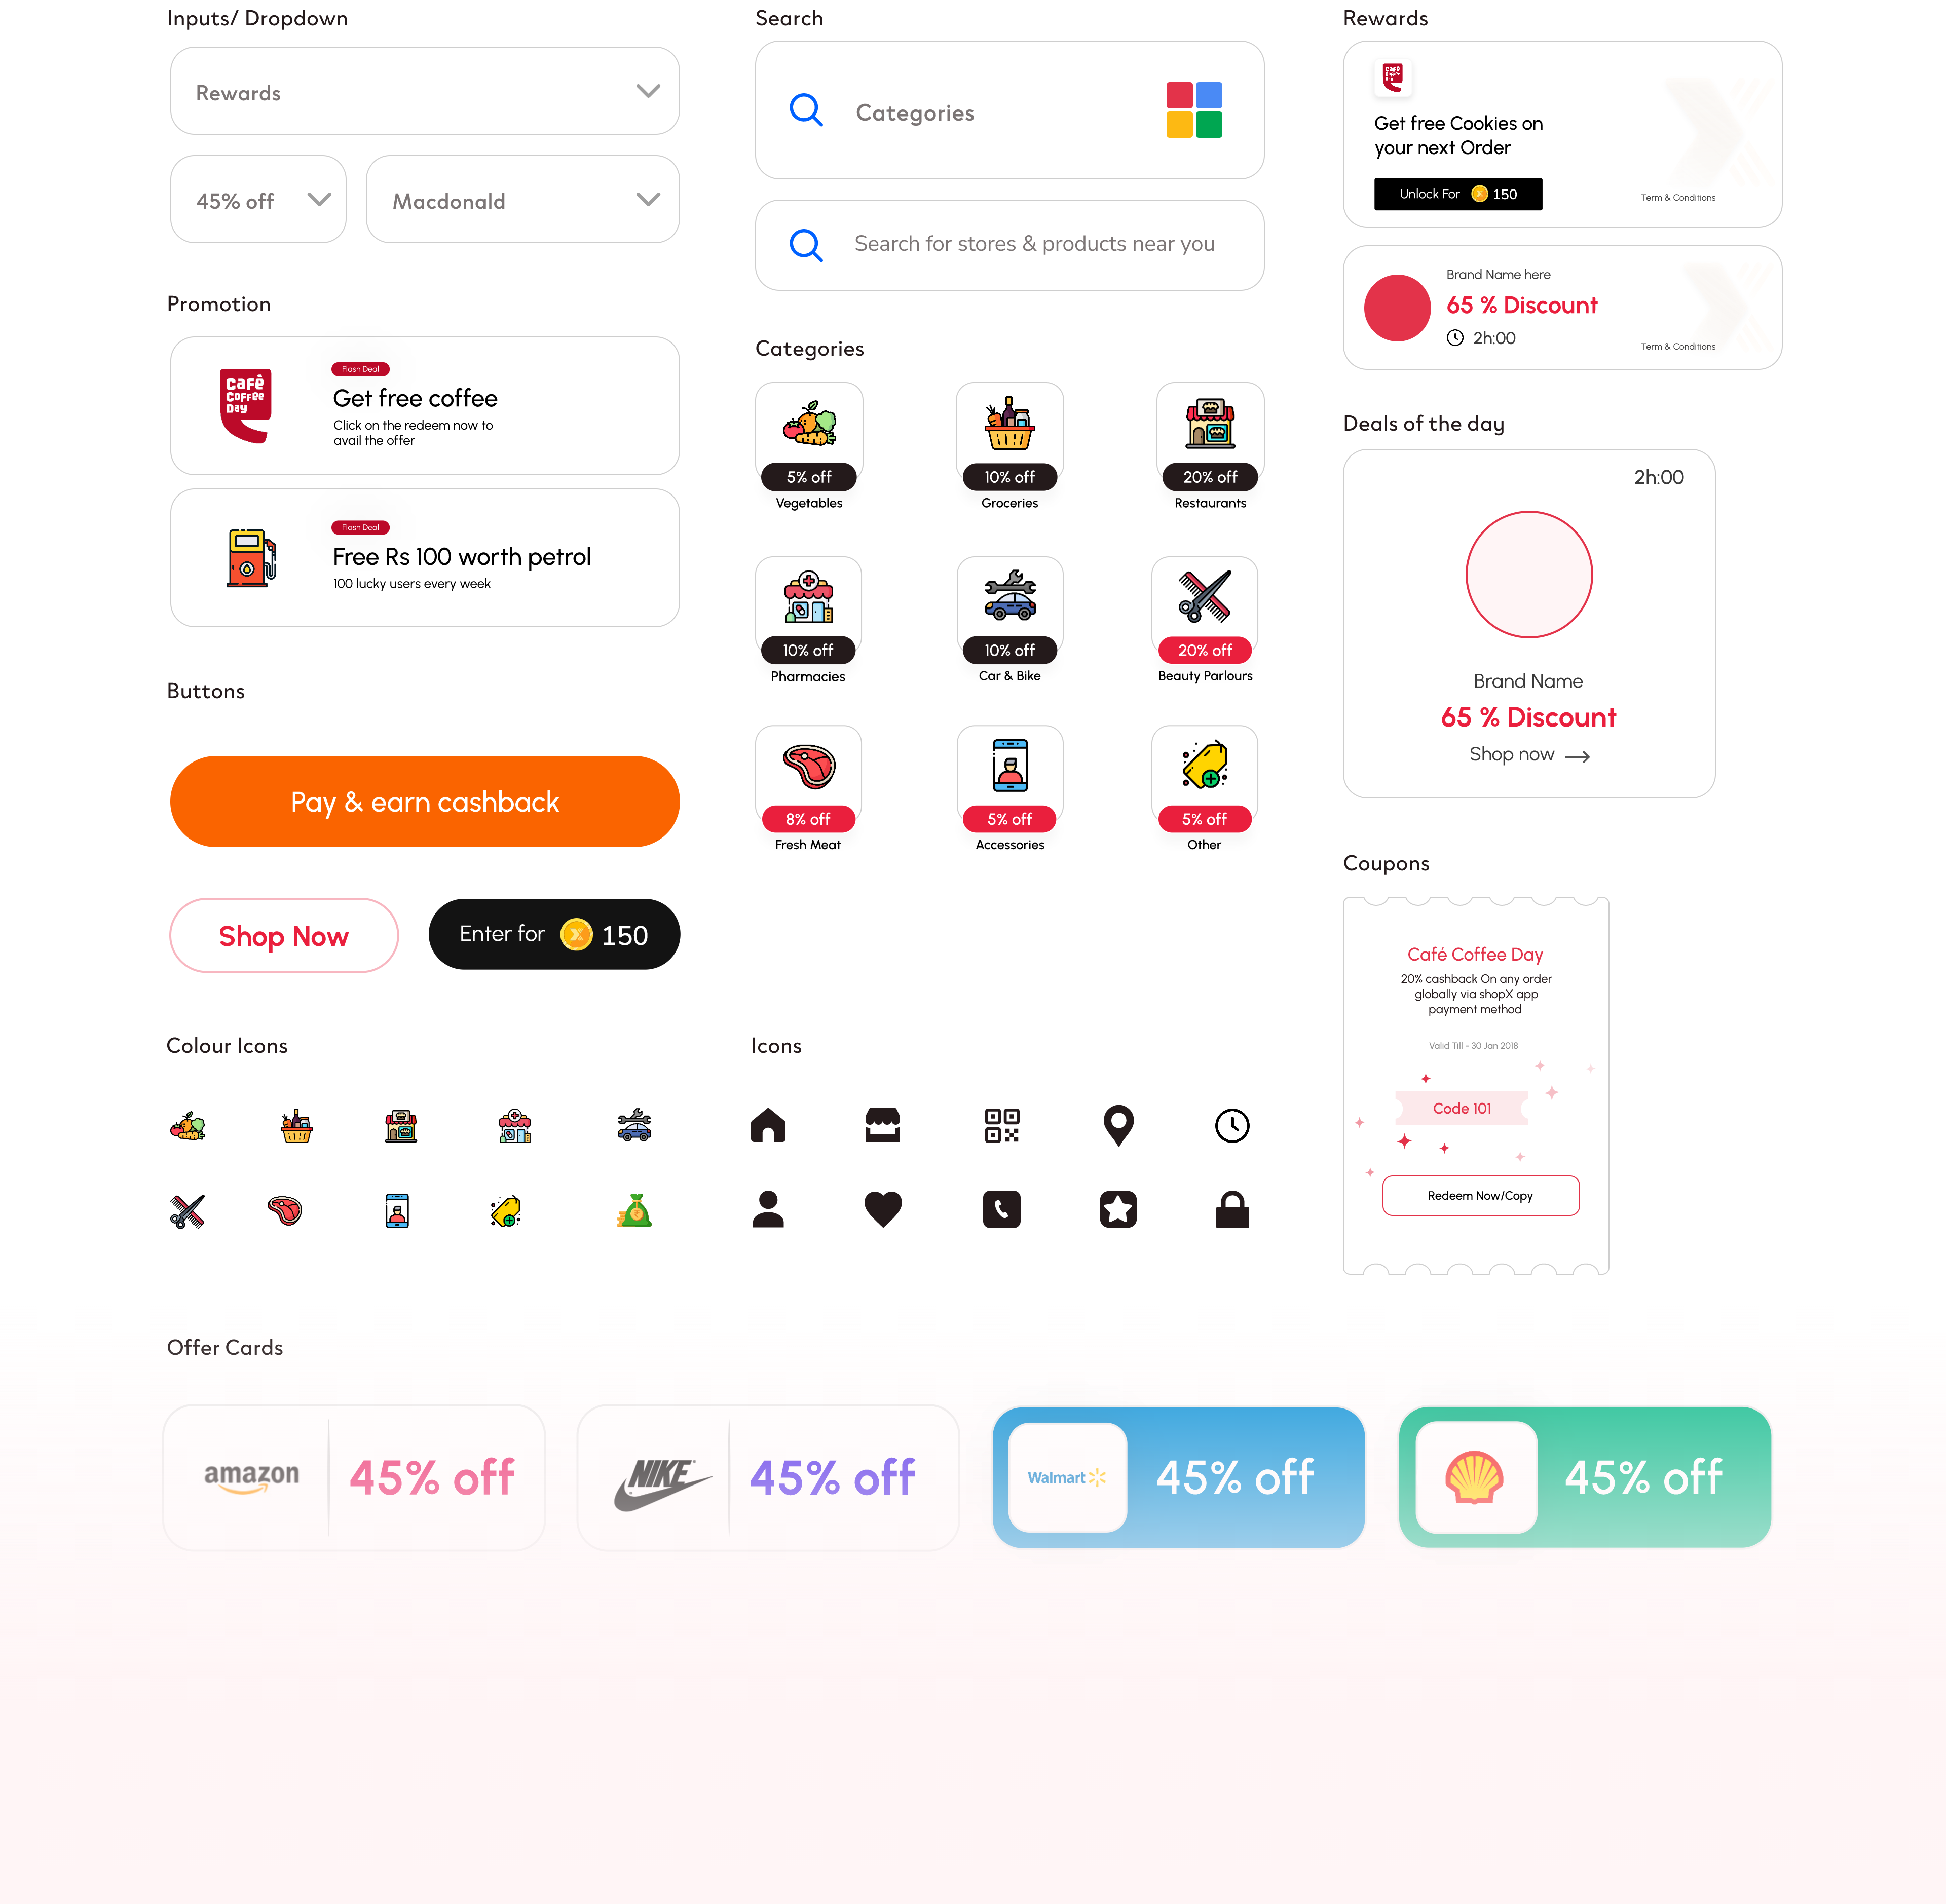 Inputs/ Dropdown
Rewards
45% off
Macdonald
Promotion
Café
Coffee
Day
Flash Deal
Get free coffee
Click on the redeem now to
avail the offer
Flash Deal
Free Rs 100 worth petrol
100 lucky users every week
Buttons
Pay & earn cashback
Shop Now
Enter for 150
Search
Categories
Search for stores & products near you
Categories
5% off
Vegetables
10% off
Groceries
20% off
Restaurants
10% off
Pharmacies
10% off
Car & Bike
20% off
Beauty Parlours
8% off
Fresh Meat
5% off
Accessories
5% off
Other
Rewards
Café
Coffee
Day
Get free Cookies on
your next Order
Unlock For 150
Term & Conditions
Brand Name here
65 % Discount
2h:00
Term & Conditions
Deals of the day
2h:00
Brand Name
65 % Discount
Shop now
Coupons
Café Coffee Day
20% cashback On any order
globally via shopX app
payment method
Valid Till - 30 Jan 2018
Code 101
Redeem Now/Copy
Colour Icons
Icons
Offer Cards
amazon
45% off
NIKE
45% off
Walmart
45% off
45% off